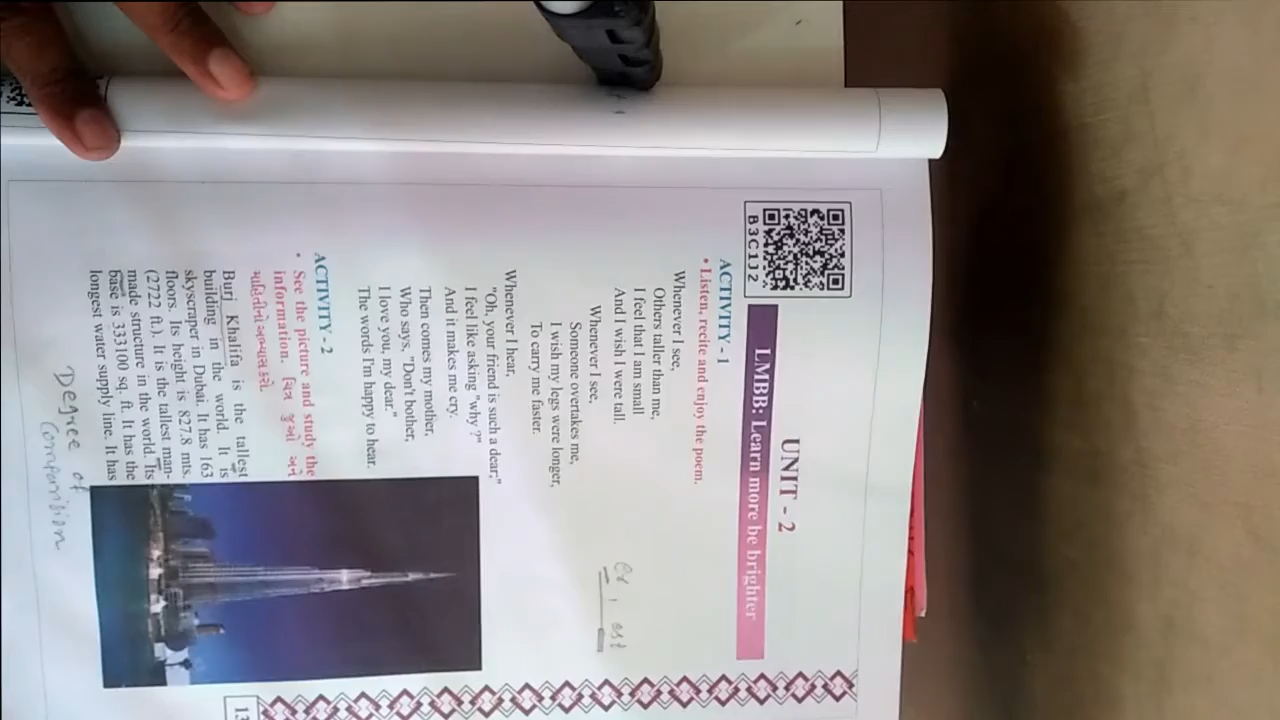 B3C1J2
UNIT - 2
LMBB: Learn more be brighter
ACTIVITY - 1
• Listen, recite and enjoy the poem.
Whenever I see,
Others taller than me,
I feel that I am small
And I wish I were tall.
Whenever I see,
Someone overtakes me,
I wish my legs were longer,
To carry me faster.
er, est
Whenever I hear,
"Oh, your friend is such a dear,"
I feel like asking "why ?"
And it makes me cry.
Then comes my mother,
Who says, "Don't bother,
I love you, my dear."
The words I'm happy to hear.
ACTIVITY - 2
• See the picture and study the
information. ચિત્ર જુઓ અને
માહિતીનો અભ્યાસ કરો.
Burj Khalifa is the tallest
building in the world. It is
skyscraper in Dubai. It has 163
floors. Its height is 827.8 mts.
(2722 ft.). It is the tallest man-
made structure in the world. Its
base is 333100 sq. ft. It has the
longest water supply line. It has
Degree of
Comparision
13